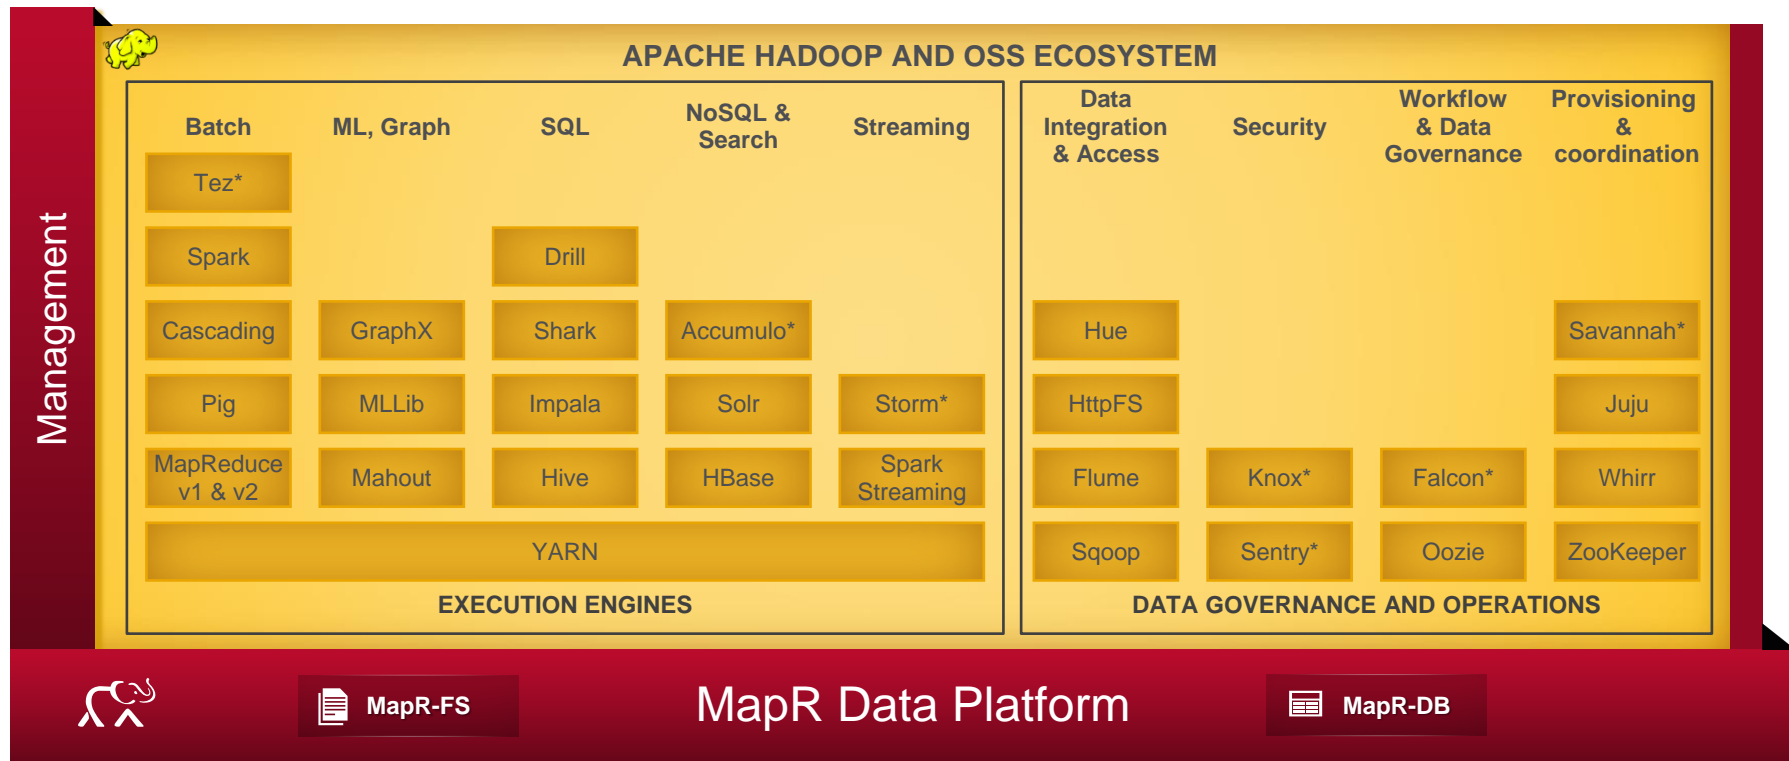 APACHE HADOOP AND OSS ECOSYSTEM
Management
Batch
Tez*
Spark
Cascading
Pig
MapReduce
v1 & v2
ML, Graph
GraphX
MLLib
Mahout
SQL
Drill
Shark
Impala
Hive
NoSQL &
Search
Accumulo*
Solr
HBase
Streaming
Storm*
Spark
Streaming
YARN
EXECUTION ENGINES
Data
Integration
& Access
Hue
HttpFS
Flume
Sqoop
Security
Knox*
Sentry*
Workflow
& Data
Governance
Falcon*
Oozie
Provisioning
&
coordination
Savannah*
Juju
Whirr
ZooKeeper
DATA GOVERNANCE AND OPERATIONS
MapR-FS
MapR Data Platform
MapR-DB